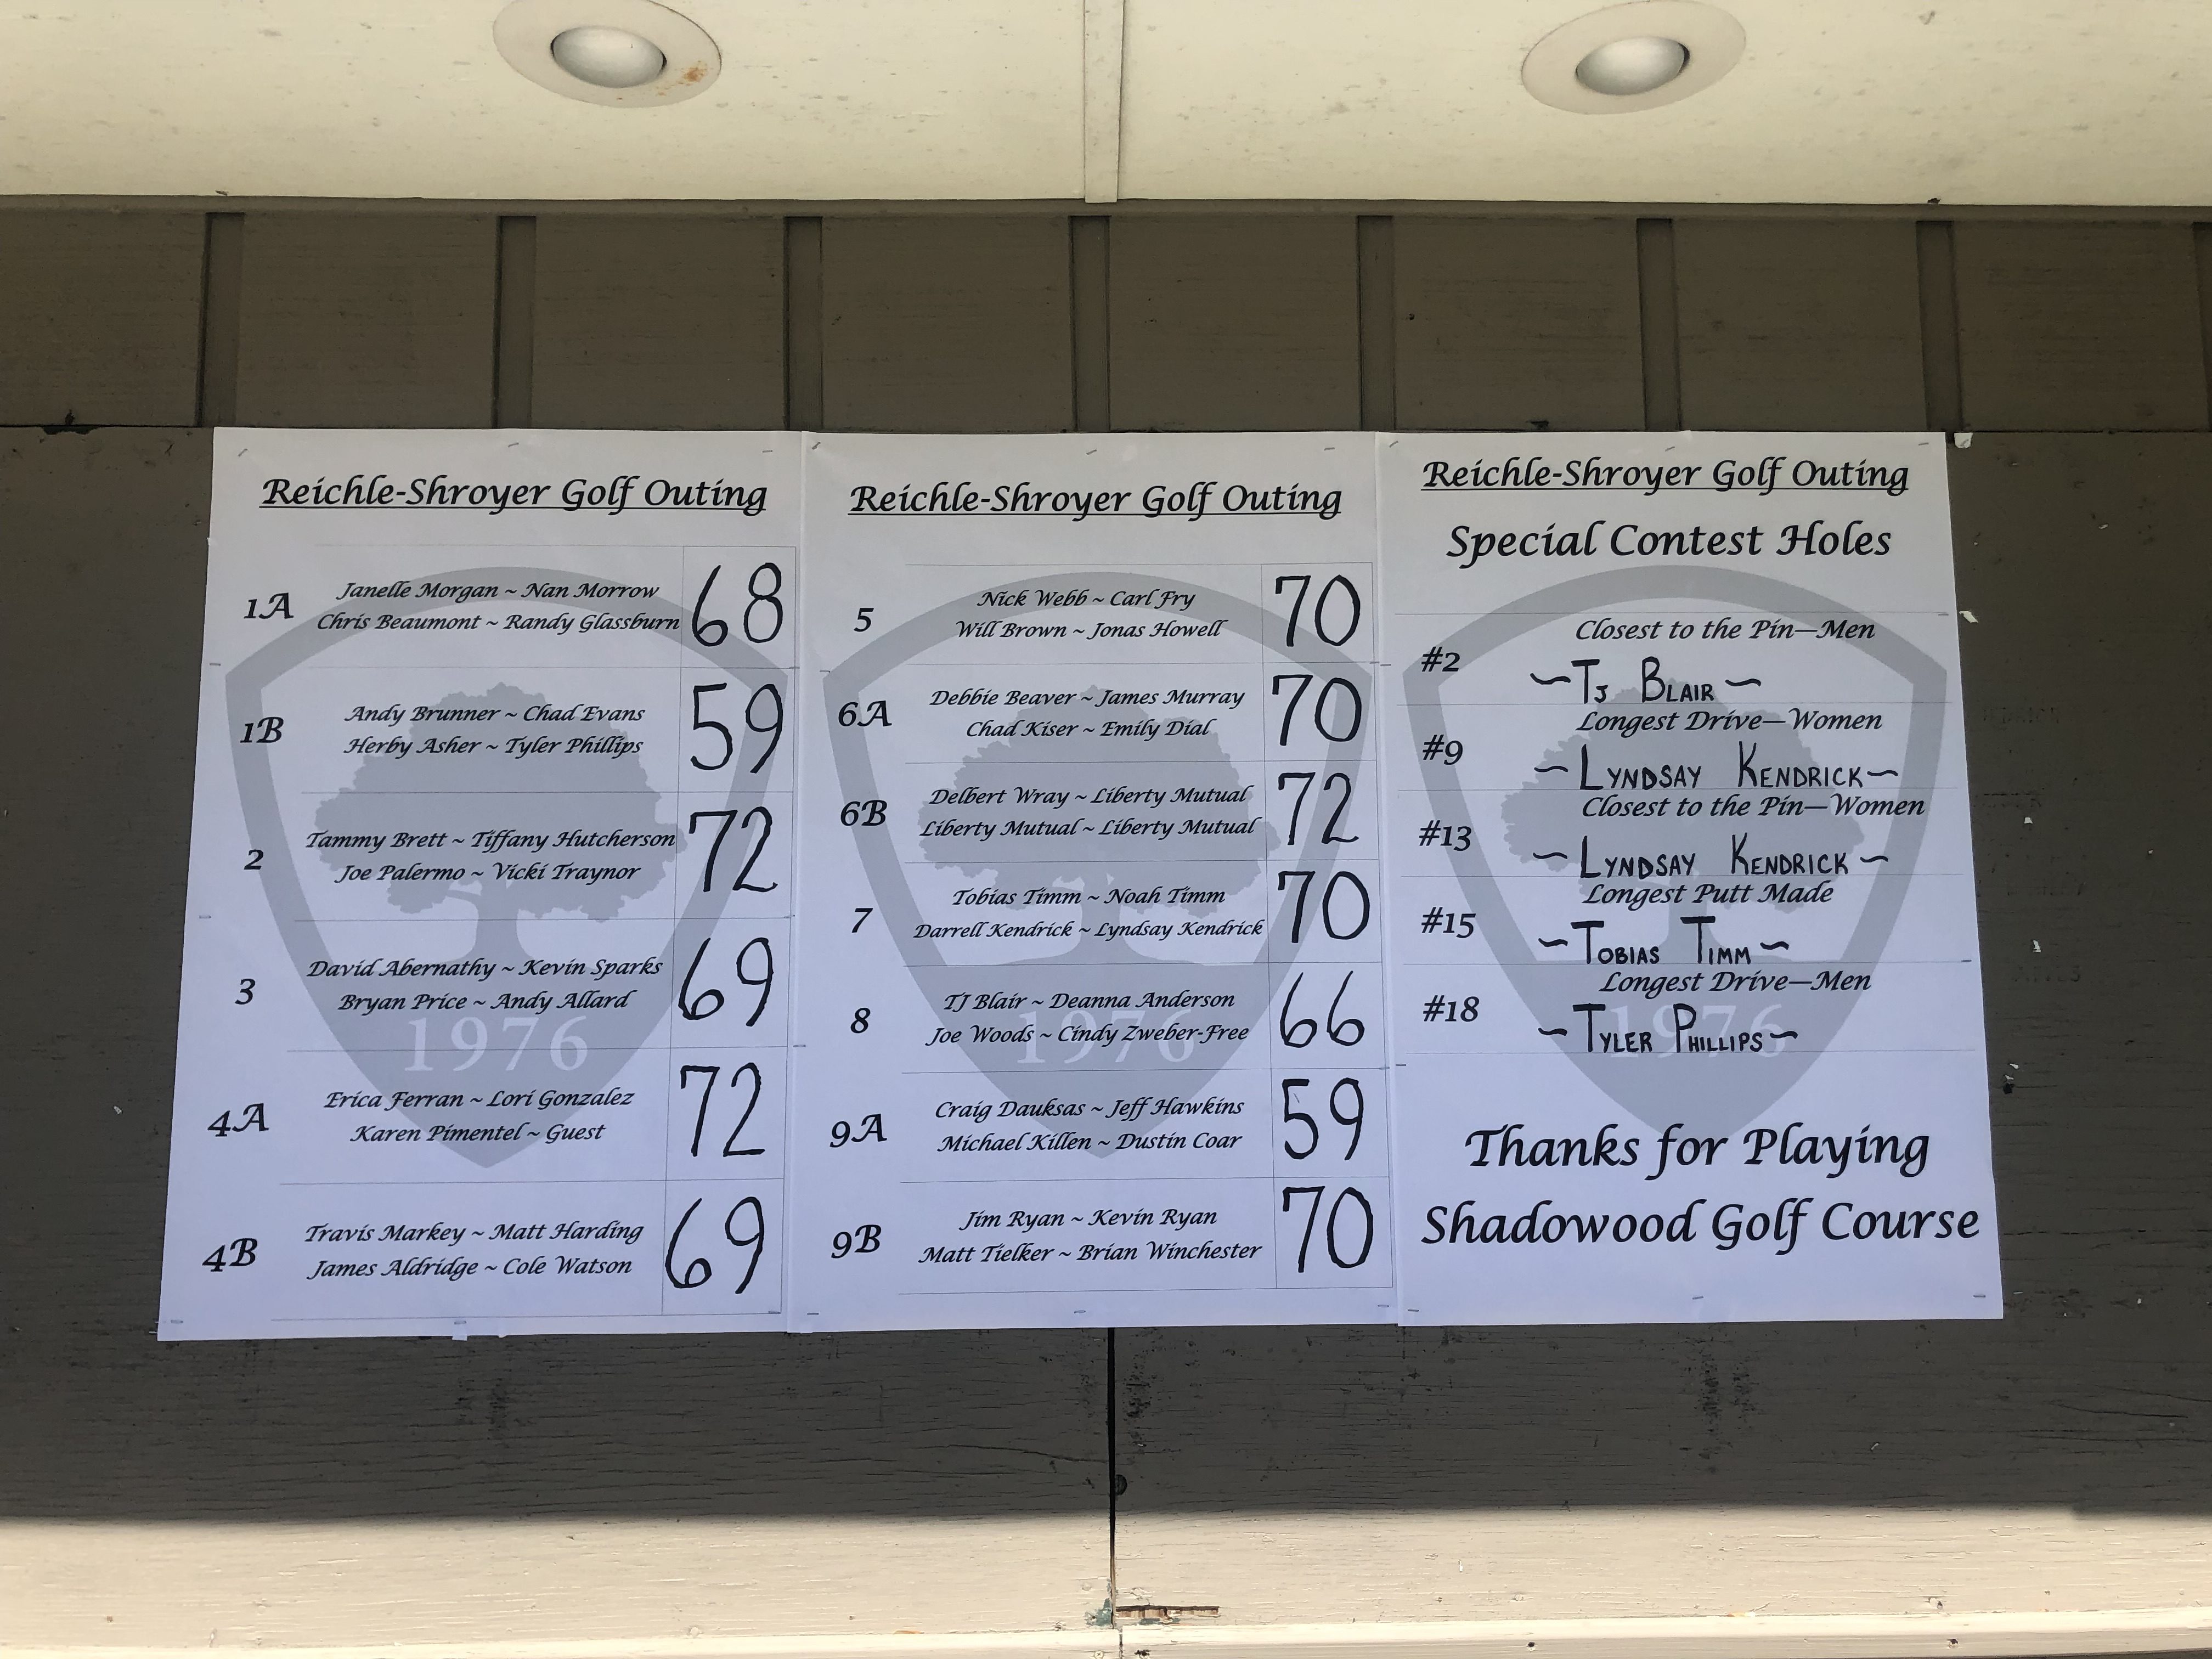 Reichle-Shroyer Golf Outing
1A
Janelle Morgan ~ Nan Morrow
Chris Beaumont ~ Randy Glassburn
68
1B
Andy Brunner ~ Chad Evans
Herby Asher ~ Tyler Phillips
59
2
Tammy Brett ~ Tiffany Hutcherson
Joe Palermo ~ Vicki Traynor
72
3
David Abernathy ~ Kevin Sparks
Bryan Price ~ Andy Allard
69
4A
Erica Ferran ~ Lori Gonzalez
Karen Pimentel ~ Guest
72
4B
Travis Markey ~ Matt Harding
James Aldridge ~ Cole Watson
69
1976
Reichle-Shroyer Golf Outing
5
Nick Webb ~ Carl Fry
Will Brown ~ Jonas Howell
70
6A
Debbie Beaver ~ James Murray
Chad Kiser ~ Emily Dial
70
6B
Delbert Wray ~ Liberty Mutual
Liberty Mutual ~ Liberty Mutual
72
7
Tobias Timm ~ Noah Timm
Darrell Kendrick ~ Lyndsay Kendrick
70
8
TJ Blair ~ Deanna Anderson
Joe Woods ~ Cindy Zweber-Free
66
9A
Craig Dauksas ~ Jeff Hawkins
Michael Killen ~ Dustin Coar
59
9B
Jim Ryan ~ Kevin Ryan
Matt Tielker ~ Brian Winchester
70
1976
Reichle-Shroyer Golf Outing
Special Contest Holes
Closest to the Pin—Men
#2
~ TJ BLAIR ~
Longest Drive—Women
#9
~ LYNDSAY KENDRICK ~
Closest to the Pin—Women
#13
~ LYNDSAY KENDRICK ~
Longest Putt Made
#15
~ TOBIAS TIMM ~
Longest Drive—Men
#18
~ TYLER PHILLIPS ~
1976
Thanks for Playing
Shadowood Golf Course